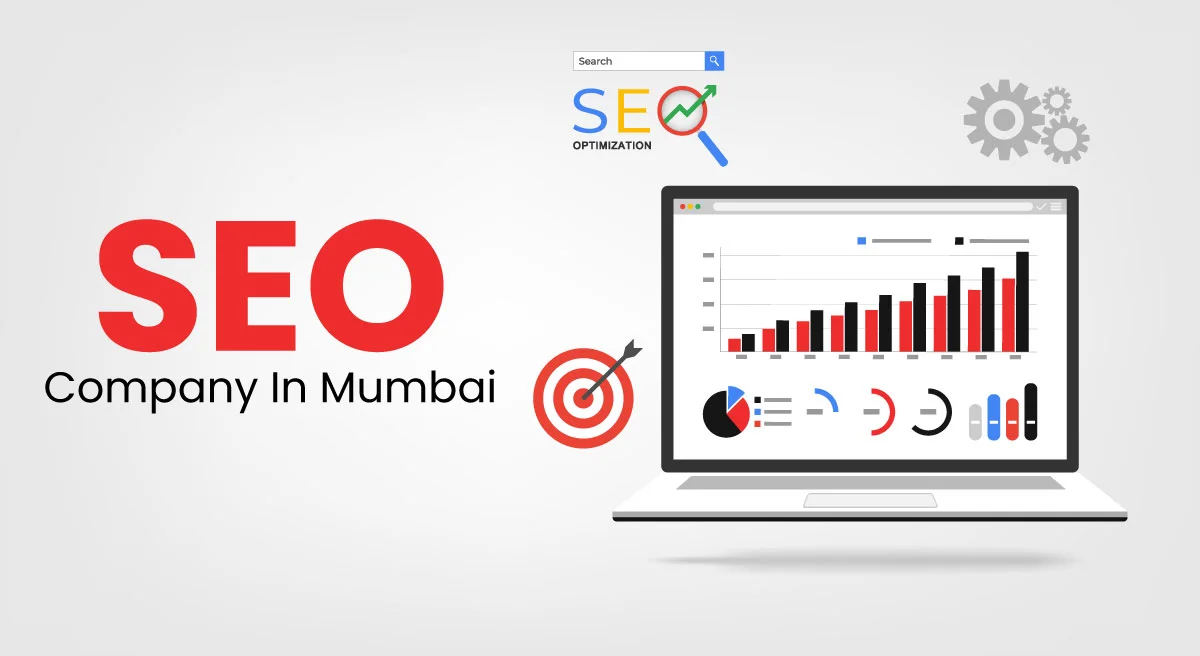 Search
SEO
OPTIMIZATION
SEO
Company In Mumbai